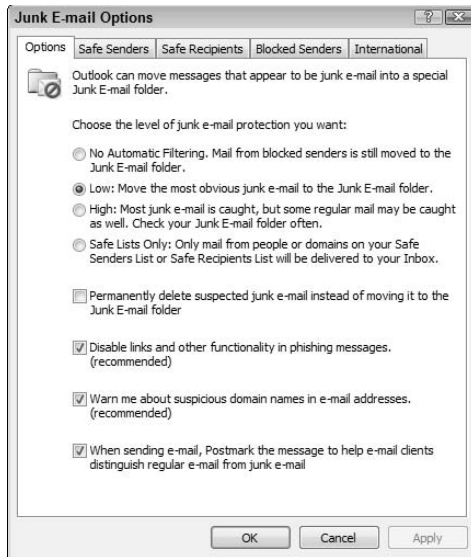 Junk E-mail Options
Options Safe Senders Safe Recipients Blocked Senders International
Outlook can move messages that appear to be junk e-mail into a special
Junk E-mail folder.
Choose the level of junk e-mail protection you want:
No Automatic Filtering. Mail from blocked senders is still moved to the
Junk E-mail folder.
Low: Move the most obvious junk e-mail to the Junk E-mail folder.
High: Most junk e-mail is caught, but some regular mail may be caught
as well. Check your Junk E-mail folder often.
Safe Lists Only: Only mail from people or domains on your Safe
Senders List or Safe Recipients List will be delivered to your Inbox.
Permanently delete suspected junk e-mail instead of moving it to the
Junk E-mail folder
Disable links and other functionality in phishing messages.
(recommended)
Warn me about suspicious domain names in e-mail addresses.
(recommended)
When sending e-mail, Postmark the message to help e-mail clients
distinguish regular e-mail from junk e-mail
OK Cancel Apply